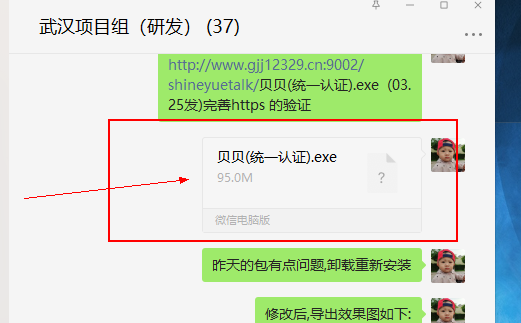 武汉项目组（研发） (37)
http://www.gjj12329.cn:9002/
shineyuetalk/贝贝(统一认证).exe（03.
25发)完善https 的验证
贝贝(统一认证).exe
95.0M
?
微信电脑版
昨天的包有点问题,卸载重新安装
修改后,导出效果图如下: